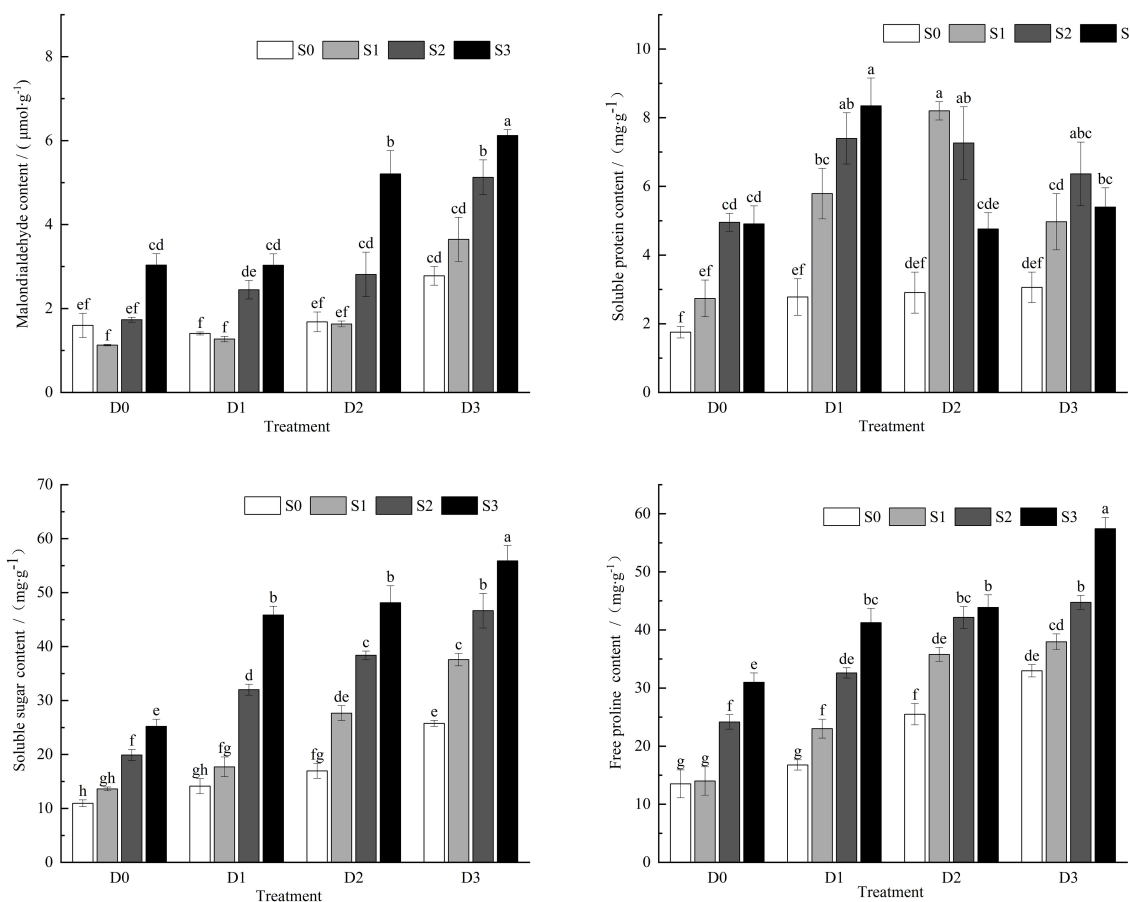 S0 S1 S2 S3
Malondialdehyde content / ( μmol·g-1)
8
6
4
2
0
ef f ef cd
f f de cd
ef ef cd b
cd cd b a
D0 D1 D2 D3
Treatment
S0 S1 S2 S
Soluble protein content / （mg·g-1）
10
8
6
4
2
0
f ef cd cd
def bc ab a
def a ab cde
def cd abc bc
D0 D1 D2 D3
Treatment
S0 S1 S2 S3
Soluble sugar content / （mg·g-1）
70
60
50
40
30
20
10
0
h gh f e
gh fg d b
fg de c b
e c b a
D0 D1 D2 D3
Treatment
S0 S1 S2 S3
Free proline content / （mg·g-1）
60
50
40
30
20
10
0
g g f e
g f de bc
f de bc b
de cd b a
D0 D1 D2 D3
Treatment